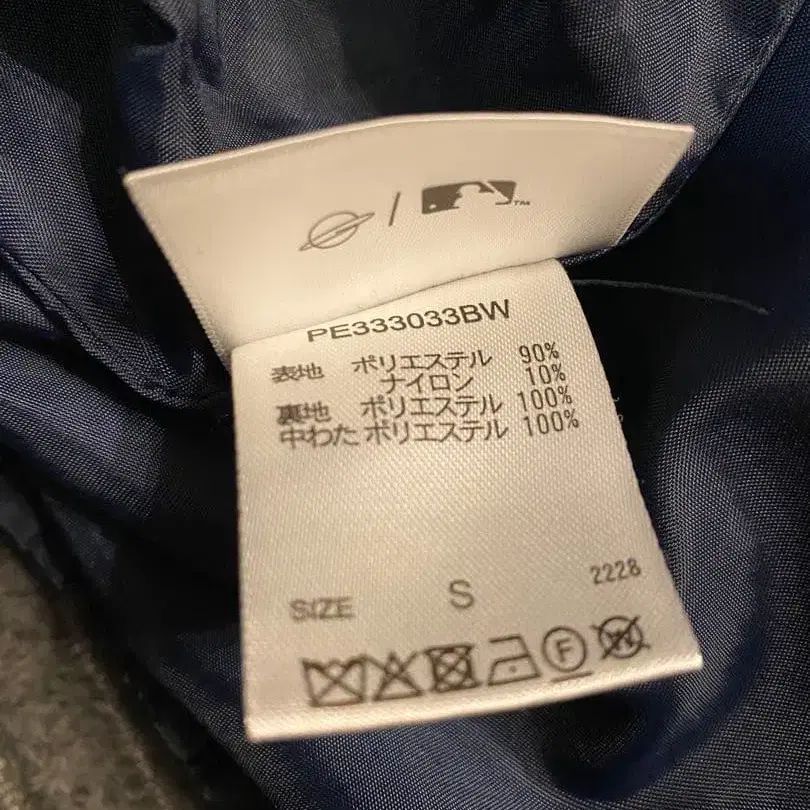 PE333033BW
表地 ポリエステル 90%
ナイロン 10%
裏地 ポリエステル 100%
中わた ポリエステル 100%
2228
SIZE S
F
W